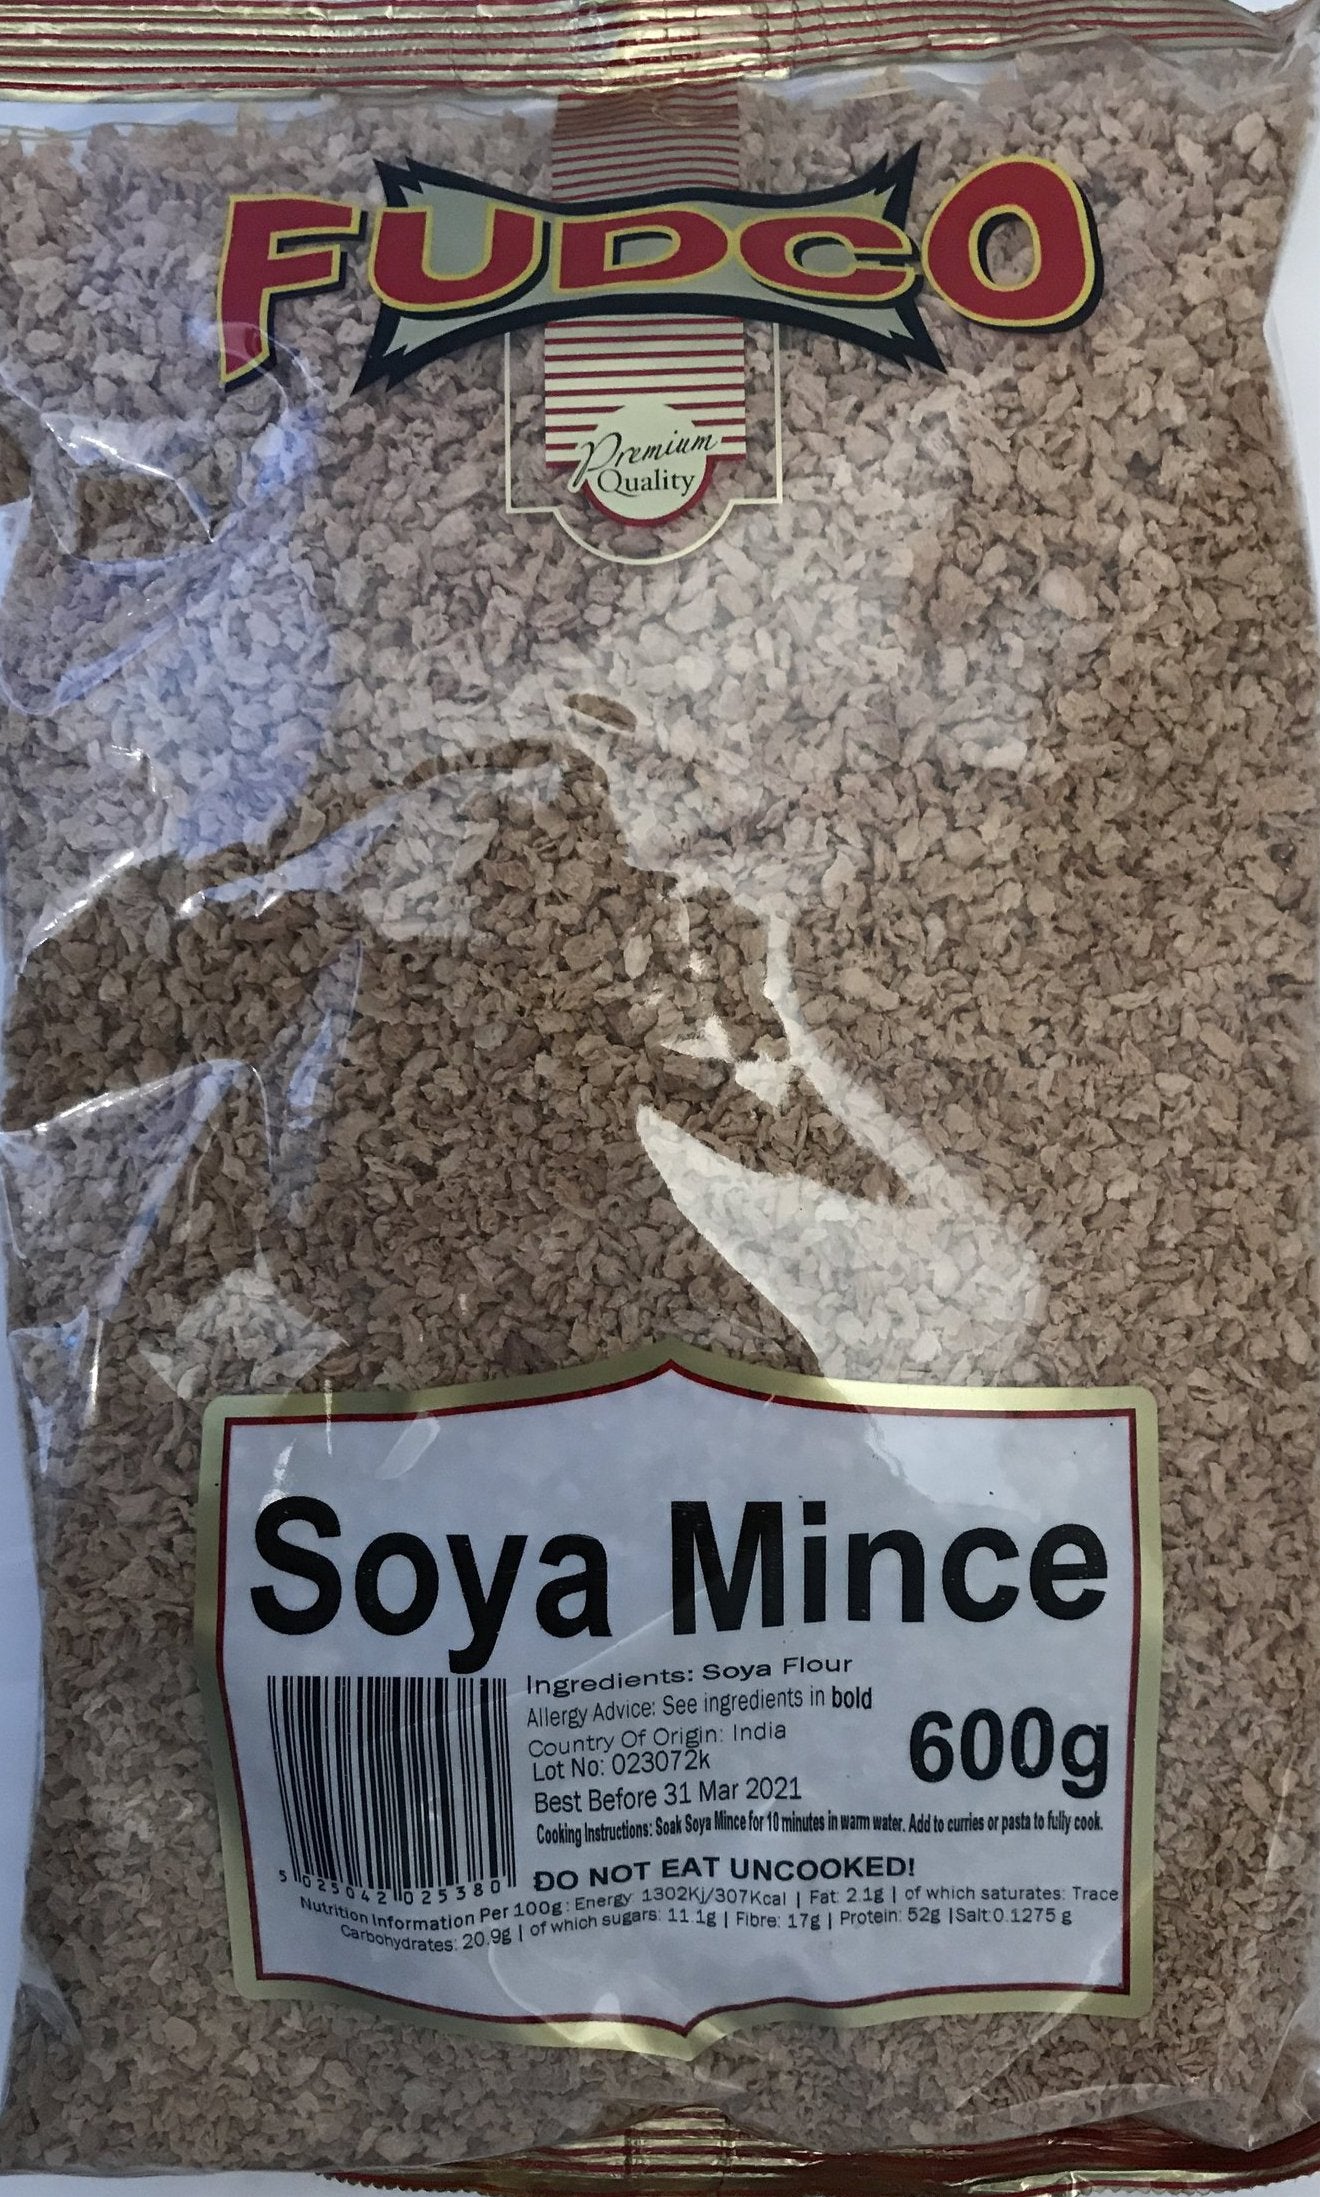 FUDCO
Premium
Quality
Soya Mince
Ingredients: Soya Flour
Allergy Advice: See ingredients in bold
Country Of Origin: India
Lot No: 023072k
Best Before 31 Mar 2021
600g
Cooking Instructions: Soak Soya Mince for 10 minutes in warm water. Add to curries or pasta to fully cook.
DO NOT EAT UNCOOKED!
5 025042 025380
Nutrition Information Per 100g: Energy 1302Kj/307Kcal | Fat: 2.1g | of which saturates: Trace
Carbohydrates: 20.9g | of which sugars: 11.1g | Fibre: 17g | Protein: 52g |Salt:0.1275 g